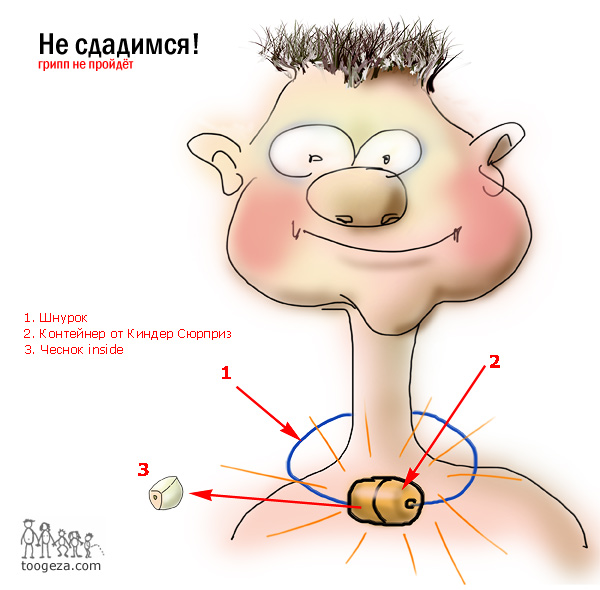 Не сдадимся!
грипп не пройдёт
1. Шнурок
2. Контейнер от Киндер Сюрприз
3. Чеснок inside
1
2
3
toogeza.com